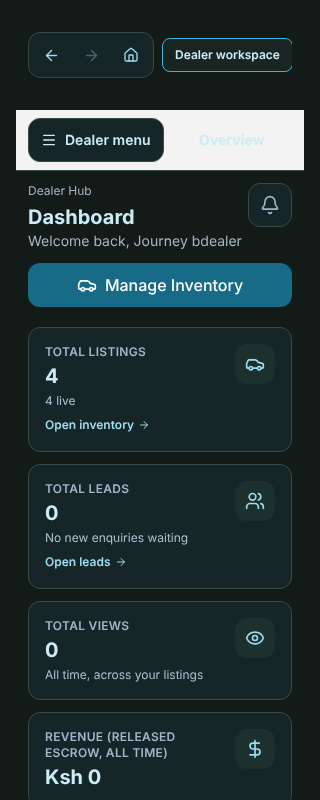 Dealer workspace
Dealer menu
Overview
Dealer Hub
Dashboard
Welcome back, Journey bdealer
Manage Inventory
TOTAL LISTINGS
4
4 live
Open inventory →
TOTAL LEADS
0
No new enquiries waiting
Open leads →
TOTAL VIEWS
0
All time, across your listings
REVENUE (RELEASED
ESCROW, ALL TIME)
Ksh 0